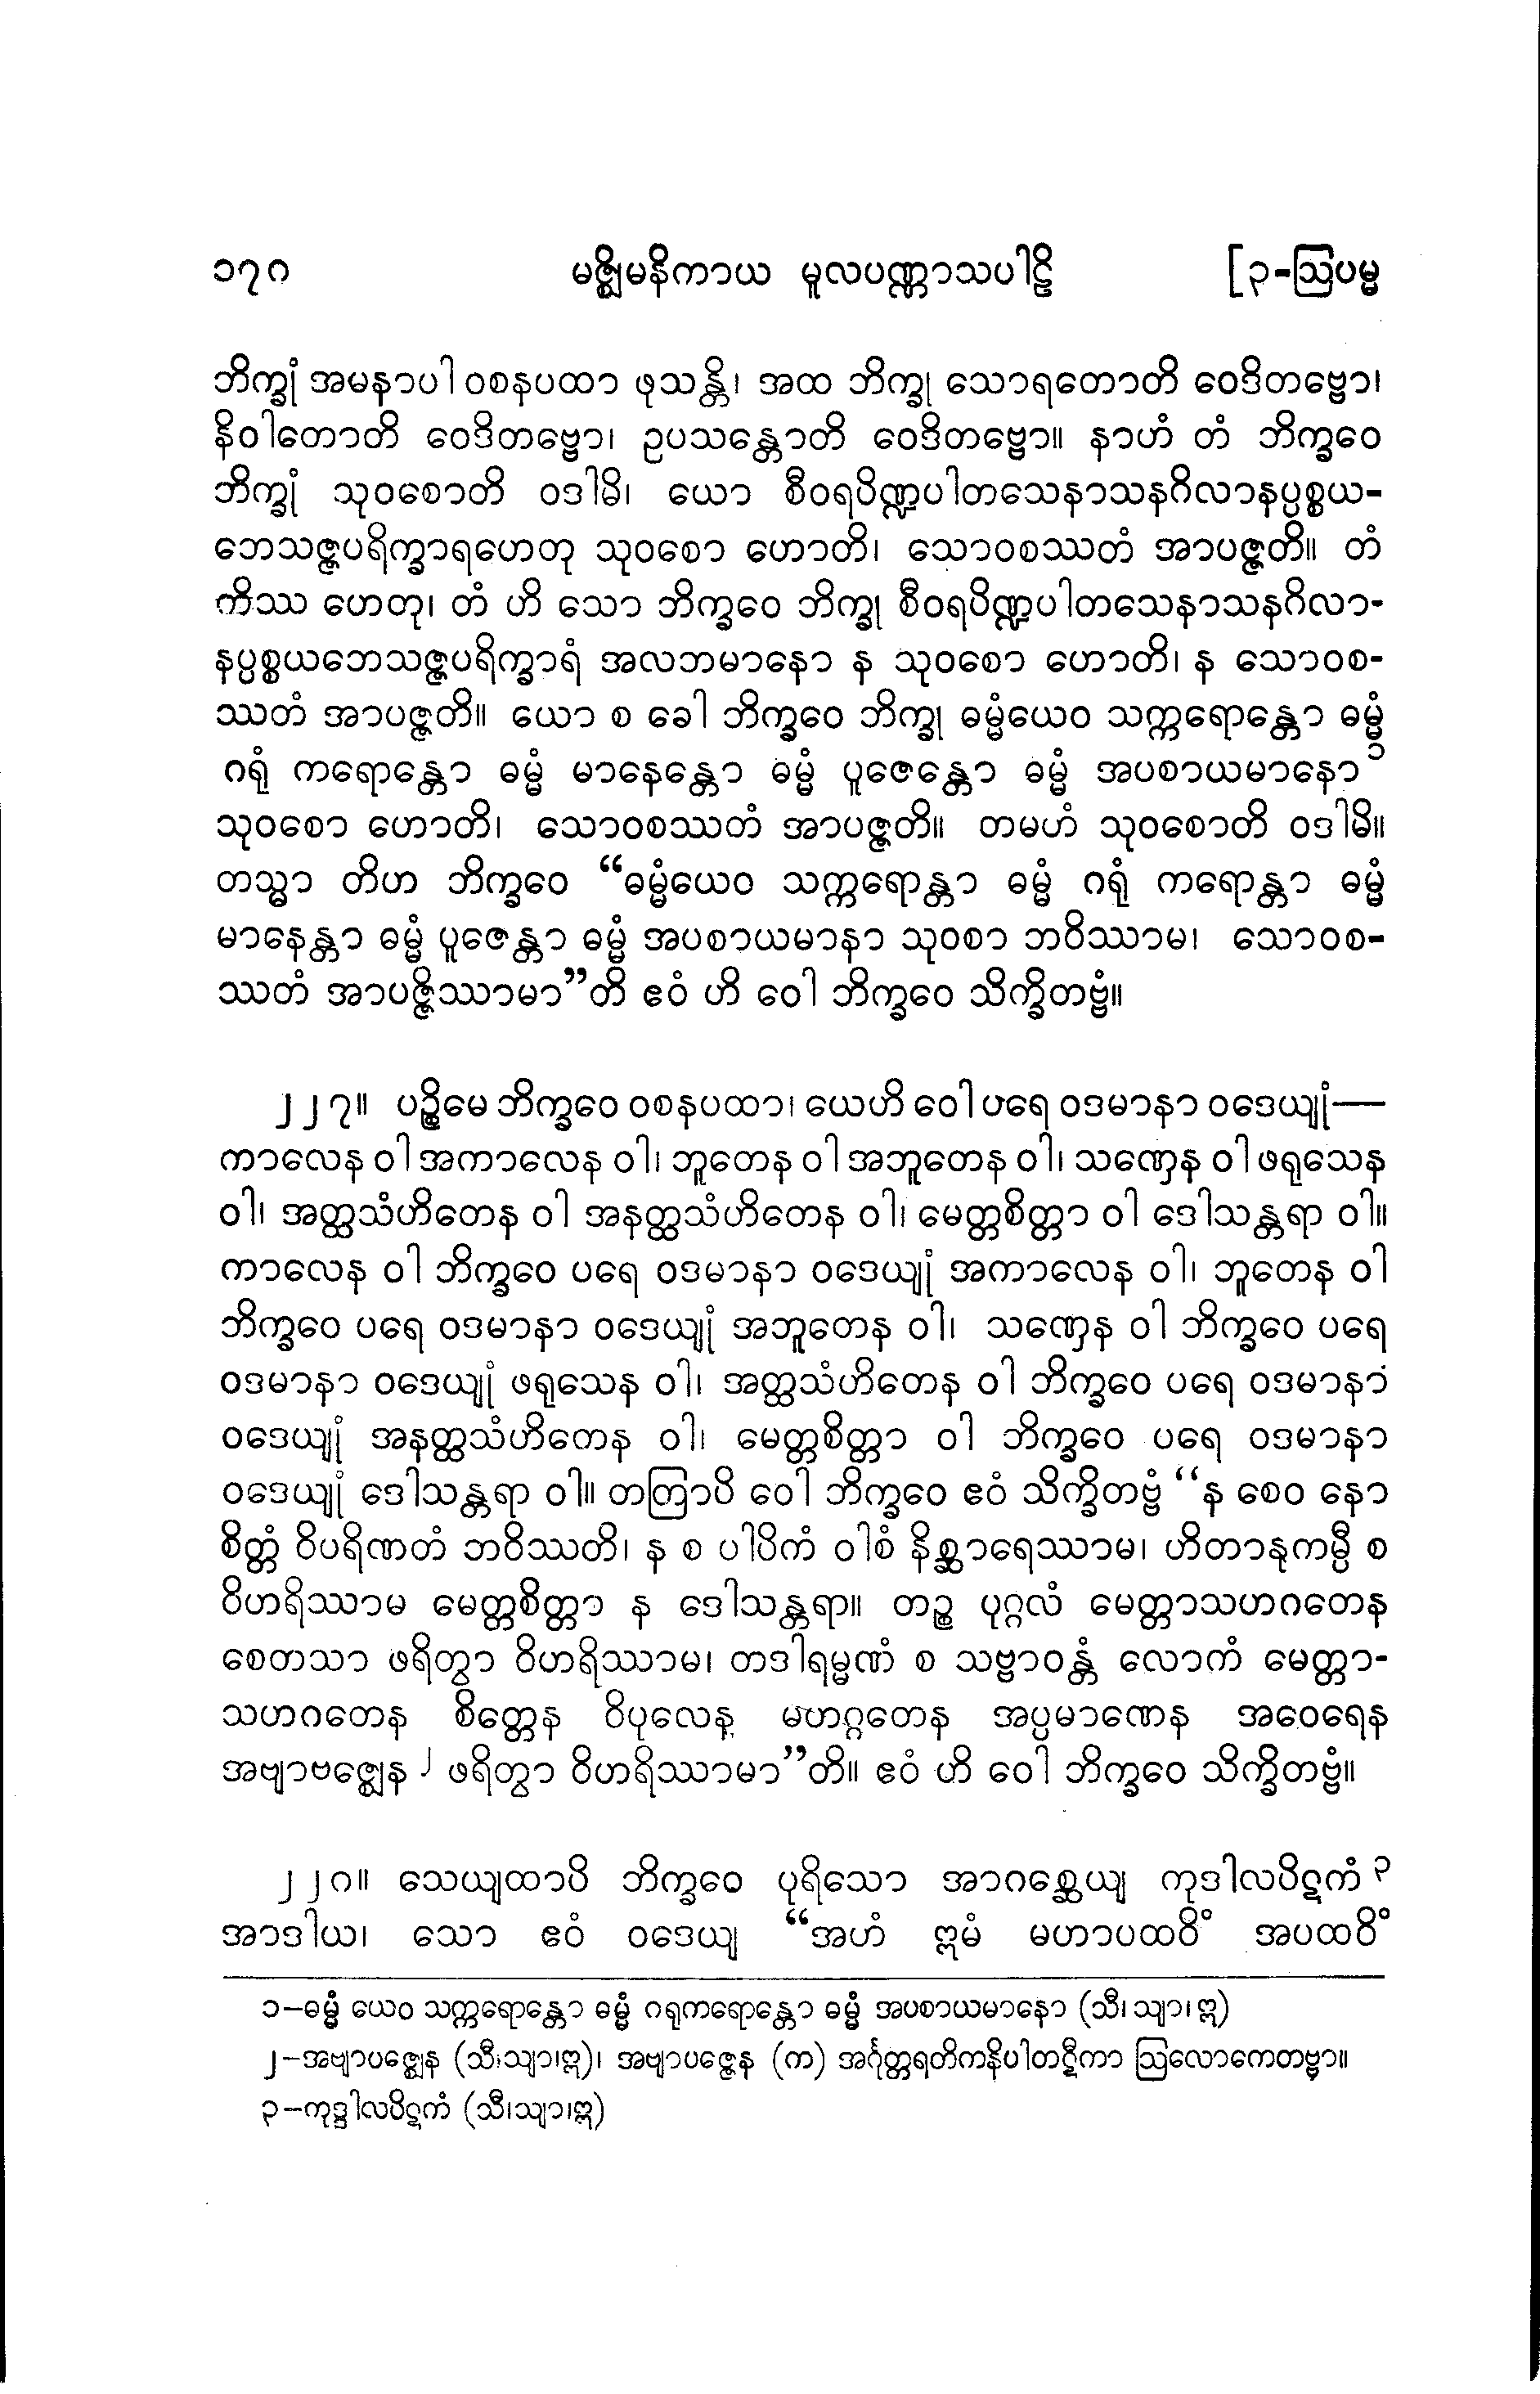 ၁၇၀ မဇ္ဈိမနိကာယ မူလပဏ္ဏာသပါဠိ [၃-ဩပမ္မ
ဘိက္ခုံ အမနာပါ ဝစနပထာ ဖုသန္တိ၊ အထ ဘိက္ခု သောရတောတိ ဝေဒိတဗ္ဗော၊
နိဝါတောတိ ဝေဒိတဗ္ဗော၊ ဥပသန္တောတိ ဝေဒိတဗ္ဗော။ နာဟံ တံ ဘိက္ခဝေ
ဘိက္ခုံ သုဝစောတိ ဝဒါမိ၊ ယော စီဝရပိဏ္ဍပါတသေနာသနဂိလာနပ္ပစ္စယ-
ဘေသဇ္ဇပရိက္ခာရဟေတု သုဝစော ဟောတိ၊ သောဝစဿတံ အာပဇ္ဇတိ။ တံ
ကိဿ ဟေတု၊ တံ ဟိ သော ဘိက္ခဝေ ဘိက္ခု စီဝရပိဏ္ဍပါတသေနာသနဂိလာ-
နပ္ပစ္စယဘေသဇ္ဇပရိက္ခာရံ အလဘမာနော န သုဝစော ဟောတိ၊ န သောဝစ-
ဿတံ အာပဇ္ဇတိ။ ယော စ ခေါ ဘိက္ခဝေ ဘိက္ခု ဓမ္မံယေဝ သက္ကရောန္တော ဓမ္မံ
ဂရုံ ကရောန္တော ဓမ္မံ မာနေန္တော ဓမ္မံ ပူဇေန္တော ဓမ္မံ အပစာယမာနော ၁
သုဝစော ဟောတိ၊ သောဝစဿတံ အာပဇ္ဇတိ။ တမဟံ သုဝစောတိ ဝဒါမိ။
တသ္မာ တိဟ ဘိက္ခဝေ “ဓမ္မံယေဝ သက္ကရောန္တာ ဓမ္မံ ဂရုံ ကရောန္တာ ဓမ္မံ
မာနေန္တာ ဓမ္မံ ပူဇေန္တာ ဓမ္မံ အပစာယမာနာ သုဝစာ ဘဝိဿာမ၊ သောဝစ-
ဿတံ အာပဇ္ဇိဿာမာ”တိ ဧဝံ ဟိ ဝေါ ဘိက္ခဝေ သိက္ခိတဗ္ဗံ။
၂၂၇။ ပဉ္စိမေ ဘိက္ခဝေ ဝစနပထာ၊ ယေဟိ ဝေါ ပရေ ဝဒမာနာ ဝဒေယျုံ—
ကာလေန ဝါ အကာလေန ဝါ၊ ဘူတေန ဝါ အဘူတေန ဝါ၊ သဏှေန ဝါ ဖရုသေန
ဝါ၊ အတ္ထသံဟိတေန ဝါ အနတ္ထသံဟိတေန ဝါ၊ မေတ္တစိတ္တာ ဝါ ဒေါသန္တရာ ဝါ။
ကာလေန ဝါ ဘိက္ခဝေ ပရေ ဝဒမာနာ ဝဒေယျုံ အကာလေန ဝါ၊ ဘူတေန ဝါ
ဘိက္ခဝေ ပရေ ဝဒမာနာ ဝဒေယျုံ အဘူတေန ဝါ၊ သဏှေန ဝါ ဘိက္ခဝေ ပရေ
ဝဒမာနာ ဝဒေယျုံ ဖရုသေန ဝါ၊ အတ္ထသံဟိတေန ဝါ ဘိက္ခဝေ ပရေ ဝဒမာနာ
ဝဒေယျုံ အနတ္ထသံဟိကေန ဝါ၊ မေတ္တစိတ္တာ ဝါ ဘိက္ခဝေ ပရေ ဝဒမာနာ
ဝဒေယျုံ ဒေါသန္တရာ ဝါ။ တတြာပိ ဝေါ ဘိက္ခဝေ ဧဝံ သိက္ခိတဗ္ဗံ “န စေဝ နော
စိတ္တံ ဝိပရိဏတံ ဘဝိဿတိ၊ န စ ပါပိကံ ဝါစံ နိစ္ဆာရေဿာမ၊ ဟိတာနုကမ္ပီ စ
ဝိဟရိဿာမ မေတ္တစိတ္တာ န ဒေါသန္တရာ။ တဉ္စ ပုဂ္ဂလံ မေတ္တာသဟဂတေန
စေတသာ ဖရိတွာ ဝိဟရိဿာမ၊ တဒါရမ္မဏံ စ သဗ္ဗာဝန္တံ လောကံ မေတ္တာ-
သဟဂတေန စိတ္တေန ဝိပုလေန မဟဂ္ဂတေန အပ္ပမာဏေန အဝေရေန
အဗျာဗဇ္ဈေန ၂ ဖရိတွာ ဝိဟရိဿာမာ”တိ။ ဧဝံ ဟိ ဝေါ ဘိက္ခဝေ သိက္ခိတဗ္ဗံ။
၂၂၈။ သေယျထာပိ ဘိက္ခဝေ ပုရိသော အာဂစ္ဆေယျ ကုဒါလပိဋကံ ၃
အာဒါယ၊ သော ဧဝံ ဝဒေယျ “အဟံ ဣမံ မဟာပထဝိံ အပထဝိံ
၁–ဓမ္မံ ယေဝ သက္ကရောန္တော ဓမ္မံ ဂရုကရောန္တော ဓမ္မံ အပစာယမာနော (သီ၊ သျာ၊ ဣ)
၂–အဗျာပဇ္ဈေန (သီ၊သျာ၊ဣ)၊ အဗျာပဇ္ဇေန (က) အင်္ဂုတ္တရတိကနိပါတဋီကာ ဩလောကေတဗ္ဗာ။
၃–ကုဒ္ဒါလပိဋကံ (သီ၊သျာ၊ဣ)